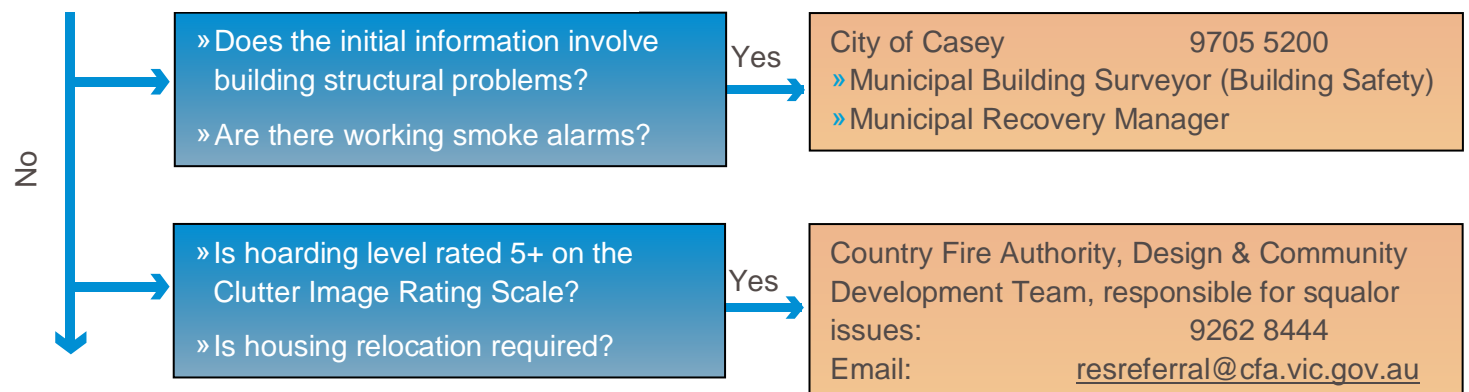 » Does the initial information involve
building structural problems?
» Are there working smoke alarms?
Yes
City of Casey 9705 5200
» Municipal Building Surveyor (Building Safety)
» Municipal Recovery Manager
No
» Is hoarding level rated 5+ on the
Clutter Image Rating Scale?
» Is housing relocation required?
Yes
Country Fire Authority, Design & Community
Development Team, responsible for squalor
issues: 9262 8444
Email: resreferral@cfa.vic.gov.au